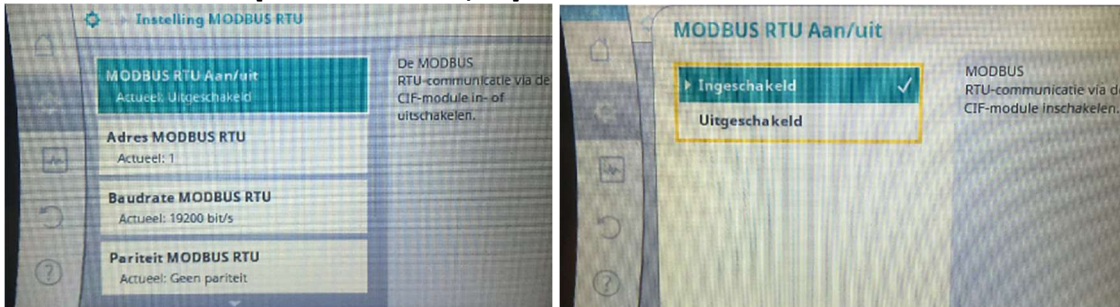 Instelling MODBUS RTU
MODBUS RTU Aan/uit
Actueel: Uitgeschakeld
Adres MODBUS RTU
Actueel: 1
Baudrate MODBUS RTU
Actueel: 19200 bit/s
Pariteit MODBUS RTU
Actueel: Geen pariteit
De MODBUS
RTU-communicatie via de
CIF-module in- of
uitschakelen.
MODBUS RTU Aan/uit
Ingeschakeld
Uitgeschakeld
MODBUS
RTU-communicatie via de
CIF-module inschakelen.